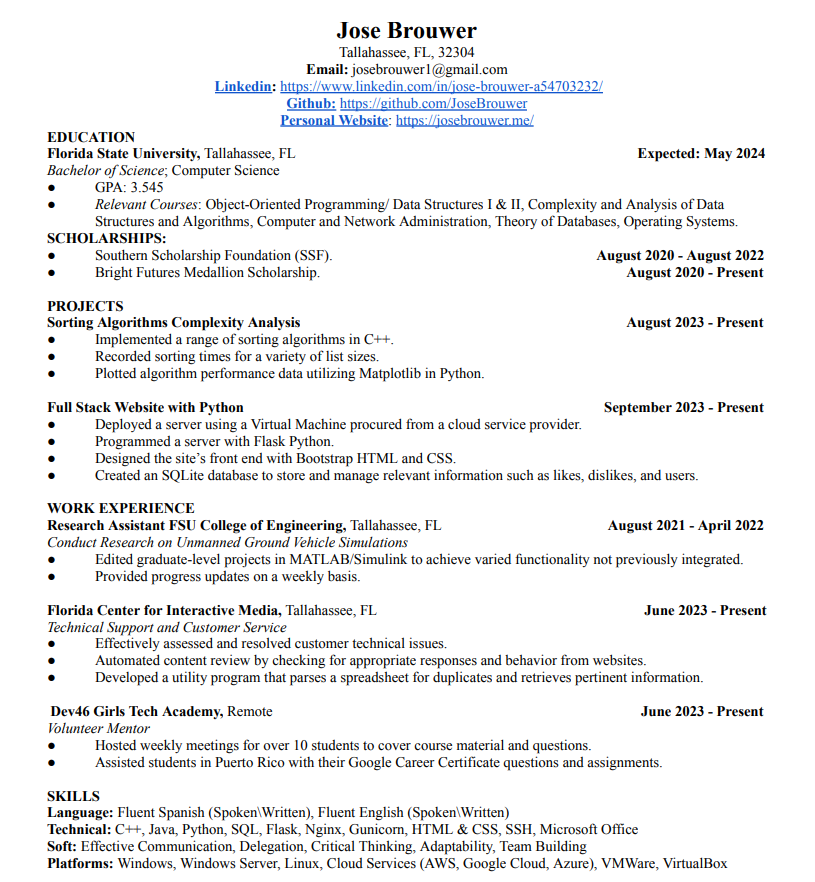 Jose Brouwer
Tallahassee, FL, 32304
Email: josebrouwer1@gmail.com
Linkedin: https://www.linkedin.com/in/jose-brouwer-a54703232/
Github: https://github.com/JoseBrouwer
Personal Website: https://josebrouwer.me/
EDUCATION
Florida State University, Tallahassee, FL Expected: May 2024
Bachelor of Science; Computer Science
● GPA: 3.545
● Relevant Courses: Object-Oriented Programming/ Data Structures I & II, Complexity and Analysis of Data
Structures and Algorithms, Computer and Network Administration, Theory of Databases, Operating Systems.
SCHOLARSHIPS:
● Southern Scholarship Foundation (SSF). August 2020 - August 2022
● Bright Futures Medallion Scholarship. August 2020 - Present
PROJECTS
Sorting Algorithms Complexity Analysis August 2023 - Present
● Implemented a range of sorting algorithms in C++.
● Recorded sorting times for a variety of list sizes.
● Plotted algorithm performance data utilizing Matplotlib in Python.
Full Stack Website with Python September 2023 - Present
● Deployed a server using a Virtual Machine procured from a cloud service provider.
● Programmed a server with Flask Python.
● Designed the site's front end with Bootstrap HTML and CSS.
● Created an SQLite database to store and manage relevant information such as likes, dislikes, and users.
WORK EXPERIENCE
Research Assistant FSU College of Engineering, Tallahassee, FL August 2021 - April 2022
Conduct Research on Unmanned Ground Vehicle Simulations
● Edited graduate-level projects in MATLAB/Simulink to achieve varied functionality not previously integrated.
● Provided progress updates on a weekly basis.
Florida Center for Interactive Media, Tallahassee, FL June 2023 - Present
Technical Support and Customer Service
● Effectively assessed and resolved customer technical issues.
● Automated content review by checking for appropriate responses and behavior from websites.
● Developed a utility program that parses a spreadsheet for duplicates and retrieves pertinent information.
Dev46 Girls Tech Academy, Remote June 2023 - Present
Volunteer Mentor
● Hosted weekly meetings for over 10 students to cover course material and questions.
● Assisted students in Puerto Rico with their Google Career Certificate questions and assignments.
SKILLS
Language: Fluent Spanish (Spoken\Written), Fluent English (Spoken\Written)
Technical: C++, Java, Python, SQL, Flask, Nginx, Gunicorn, HTML & CSS, SSH, Microsoft Office
Soft: Effective Communication, Delegation, Critical Thinking, Adaptability, Team Building
Platforms: Windows, Windows Server, Linux, Cloud Services (AWS, Google Cloud, Azure), VMWare, VirtualBox